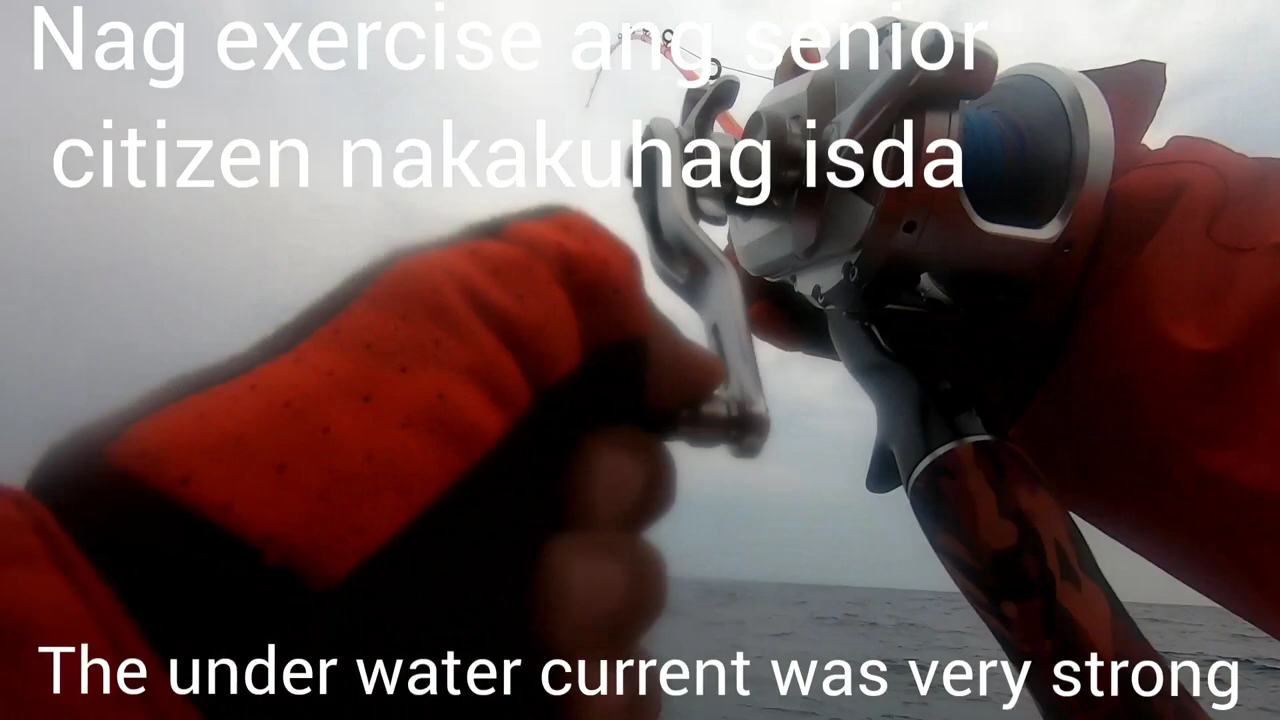 Nag exercise ang senior
citizen nakakuhag isda
The under water current was very strong